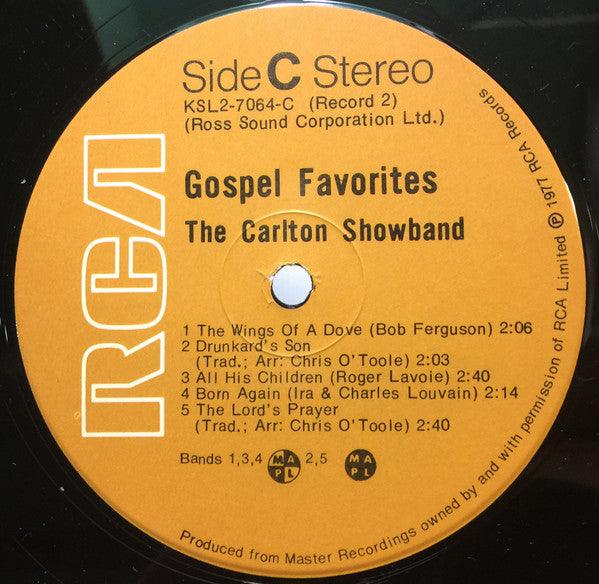 RCA
Side C Stereo
KSL2-7064-C (Record 2)
(Ross Sound Corporation Ltd.)
Gospel Favorites
The Carlton Showband
1 The Wings Of A Dove (Bob Ferguson) 2:06
2 Drunkard's Son
(Trad.; Arr: Chris O'Toole) 2:03
3 All His Children (Roger Lavoie) 2:40
4 Born Again (Ira & Charles Louvain) 2:14
5 The Lord's Prayer
(Trad.; Arr: Chris O'Toole) 2:40
Bands 1,3,4 M A P L 2,5 M A P L
Produced from Master Recordings owned by and with permission of RCA Limited ℗ 1977 RCA Records